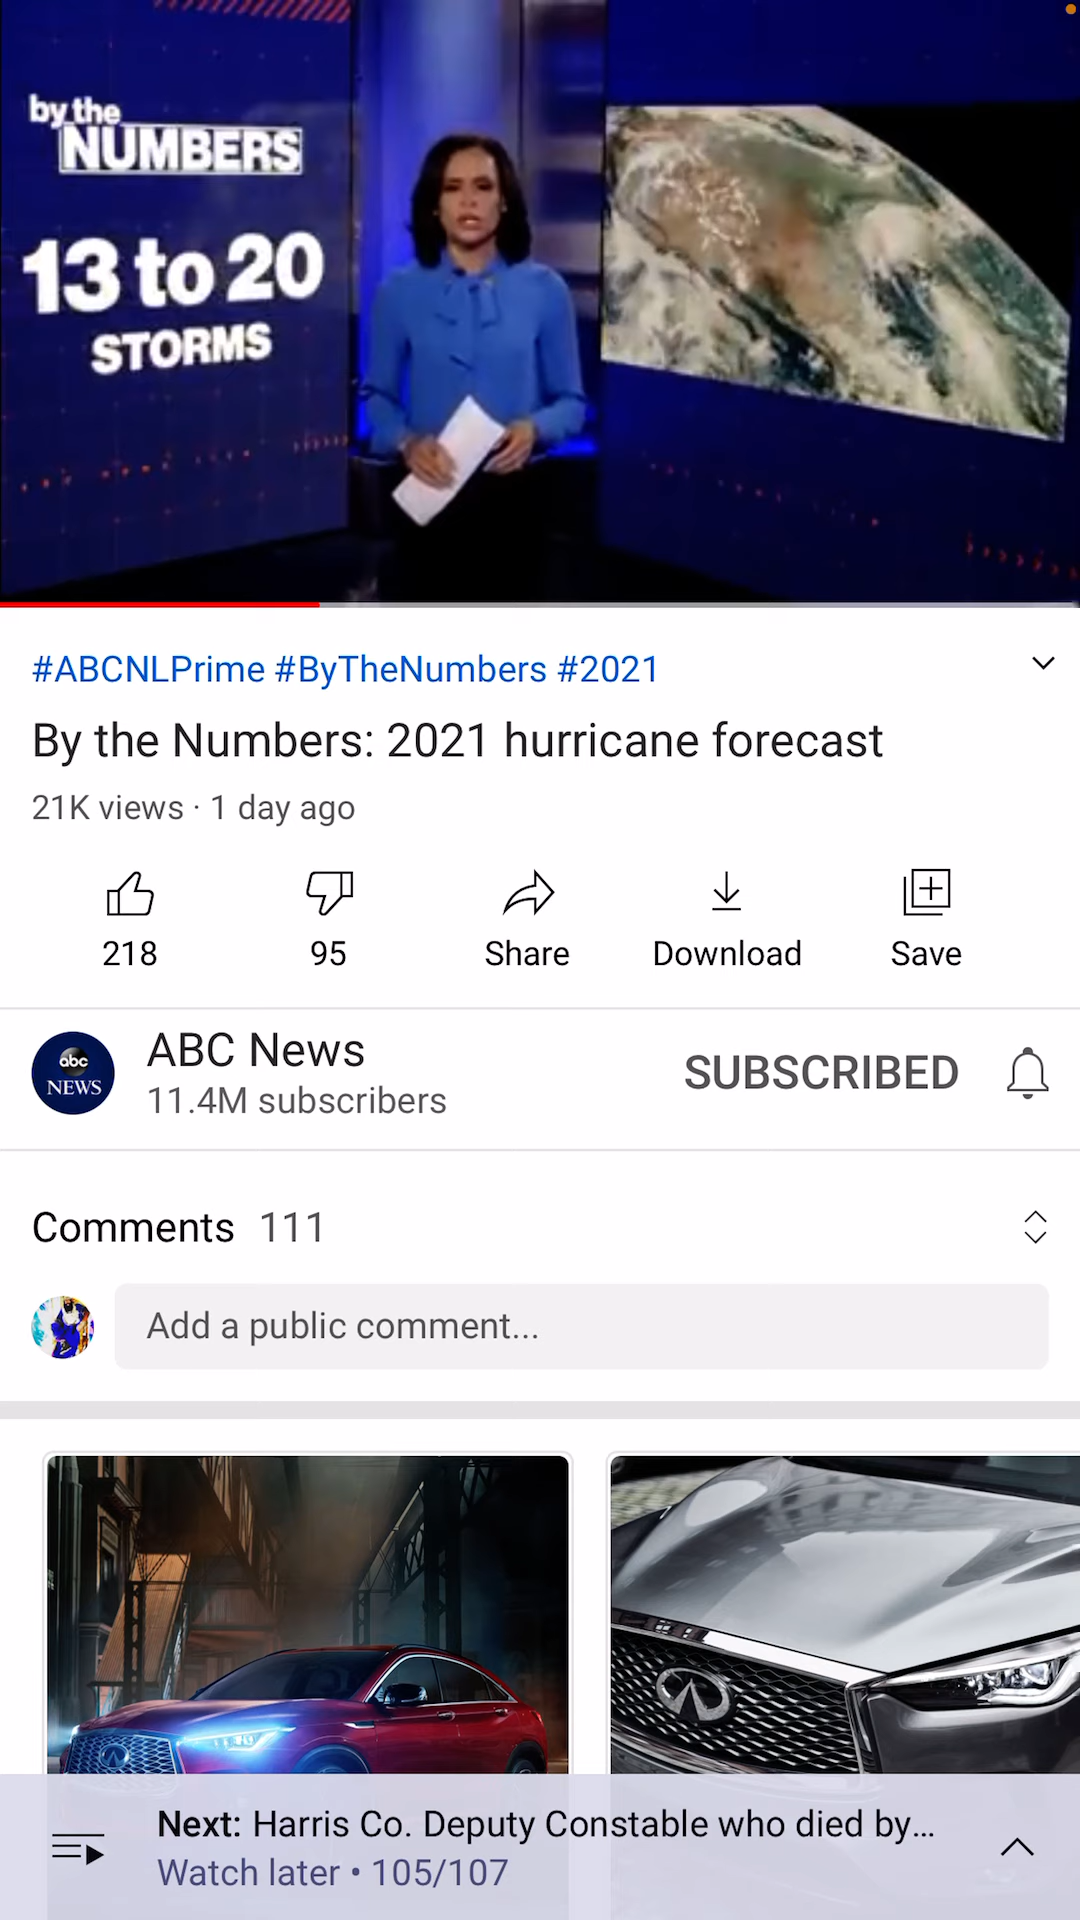 by the
NUMBERS
13 to 20
STORMS
#ABCNLPrime #ByTheNumbers #2021
By the Numbers: 2021 hurricane forecast
21K views · 1 day ago
218
95
Share
Download
Save
abc
NEWS
ABC News
11.4M subscribers
SUBSCRIBED
Comments 111
Add a public comment...
Next: Harris Co. Deputy Constable who died by...
Watch later • 105/107